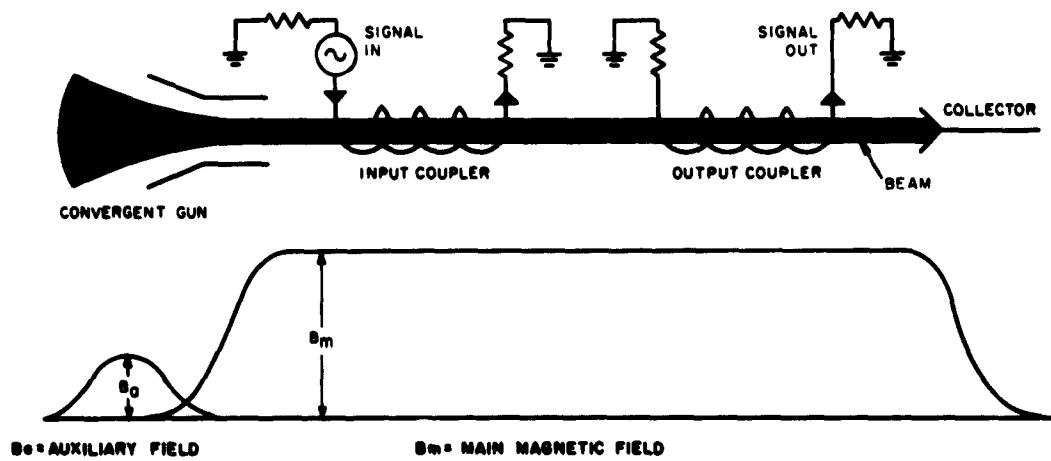 SIGNAL
IN
SIGNAL
OUT
COLLECTOR
INPUT COUPLER
OUTPUT COUPLER
BEAM
CONVERGENT GUN
Bm
Ba
Ba = AUXILIARY FIELD
Bm = MAIN MAGNETIC FIELD